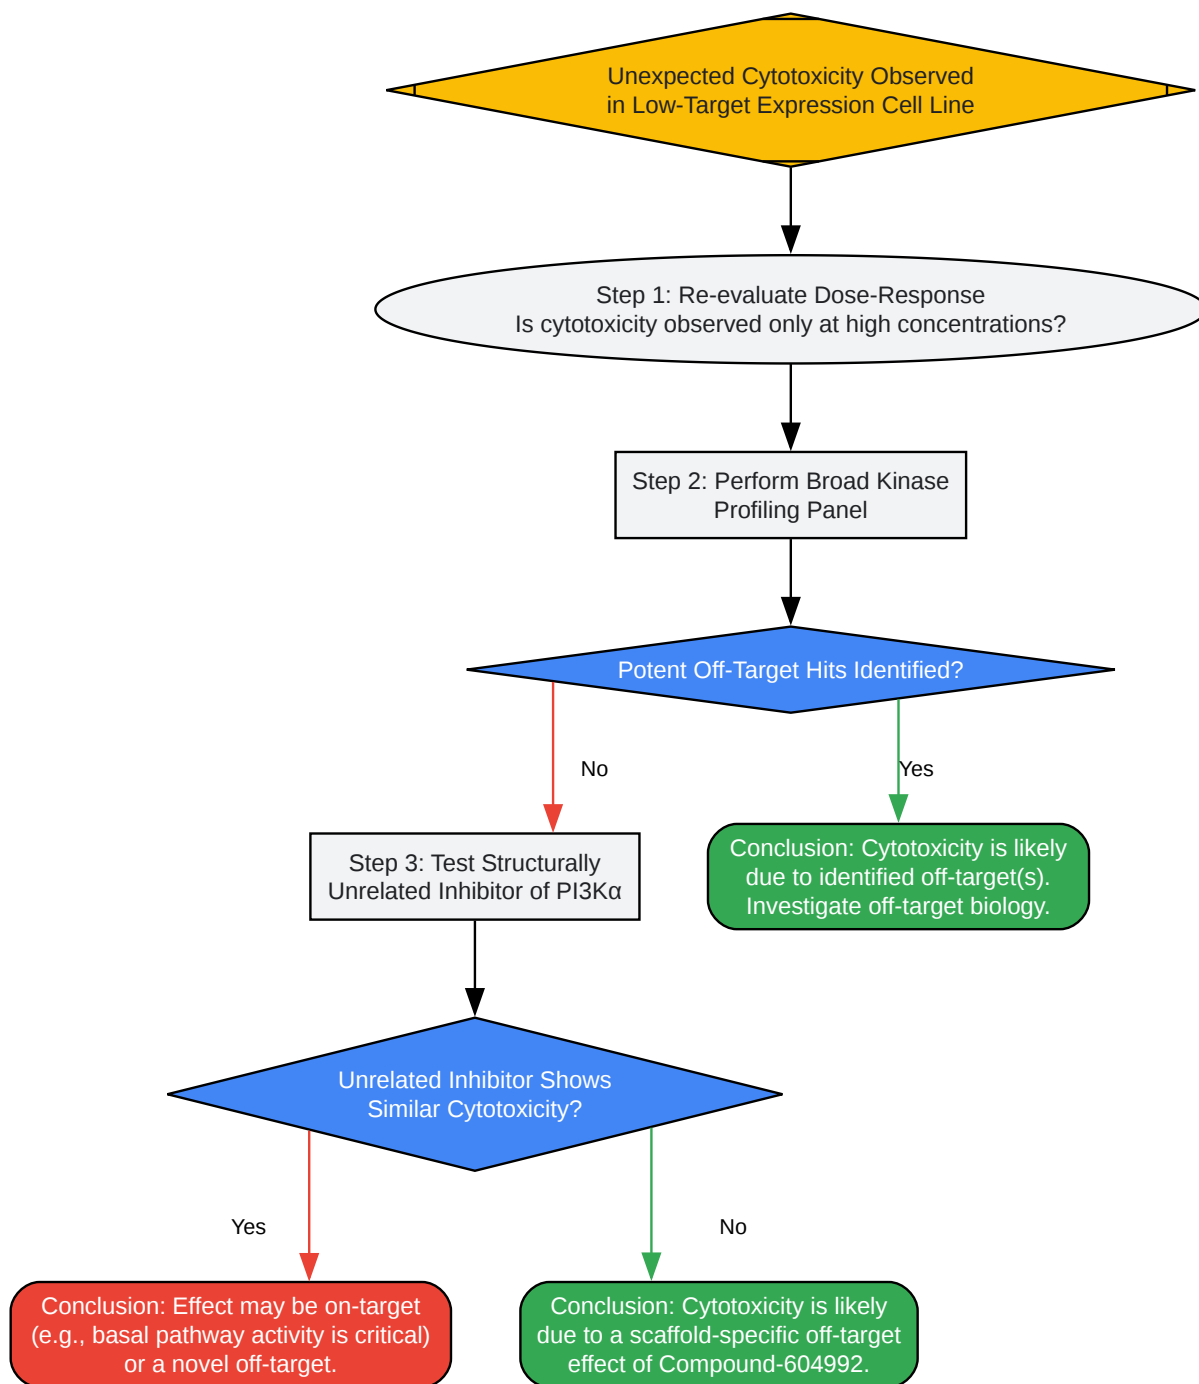 Unexpected Cytotoxicity Observed
in Low-Target Expression Cell Line
Step 1: Re-evaluate Dose-Response
Is cytotoxicity observed only at high concentrations?
Step 2: Perform Broad Kinase
Profiling Panel
Potent Off-Target Hits Identified?
No
Yes
Step 3: Test Structurally
Unrelated Inhibitor of PI3Kα
Conclusion: Cytotoxicity is likely
due to identified off-target(s).
Investigate off-target biology.
Unrelated Inhibitor Shows
Similar Cytotoxicity?
Yes
No
Conclusion: Effect may be on-target
(e.g., basal pathway activity is critical)
or a novel off-target.
Conclusion: Cytotoxicity is likely
due to a scaffold-specific off-target
effect of Compound-604992.